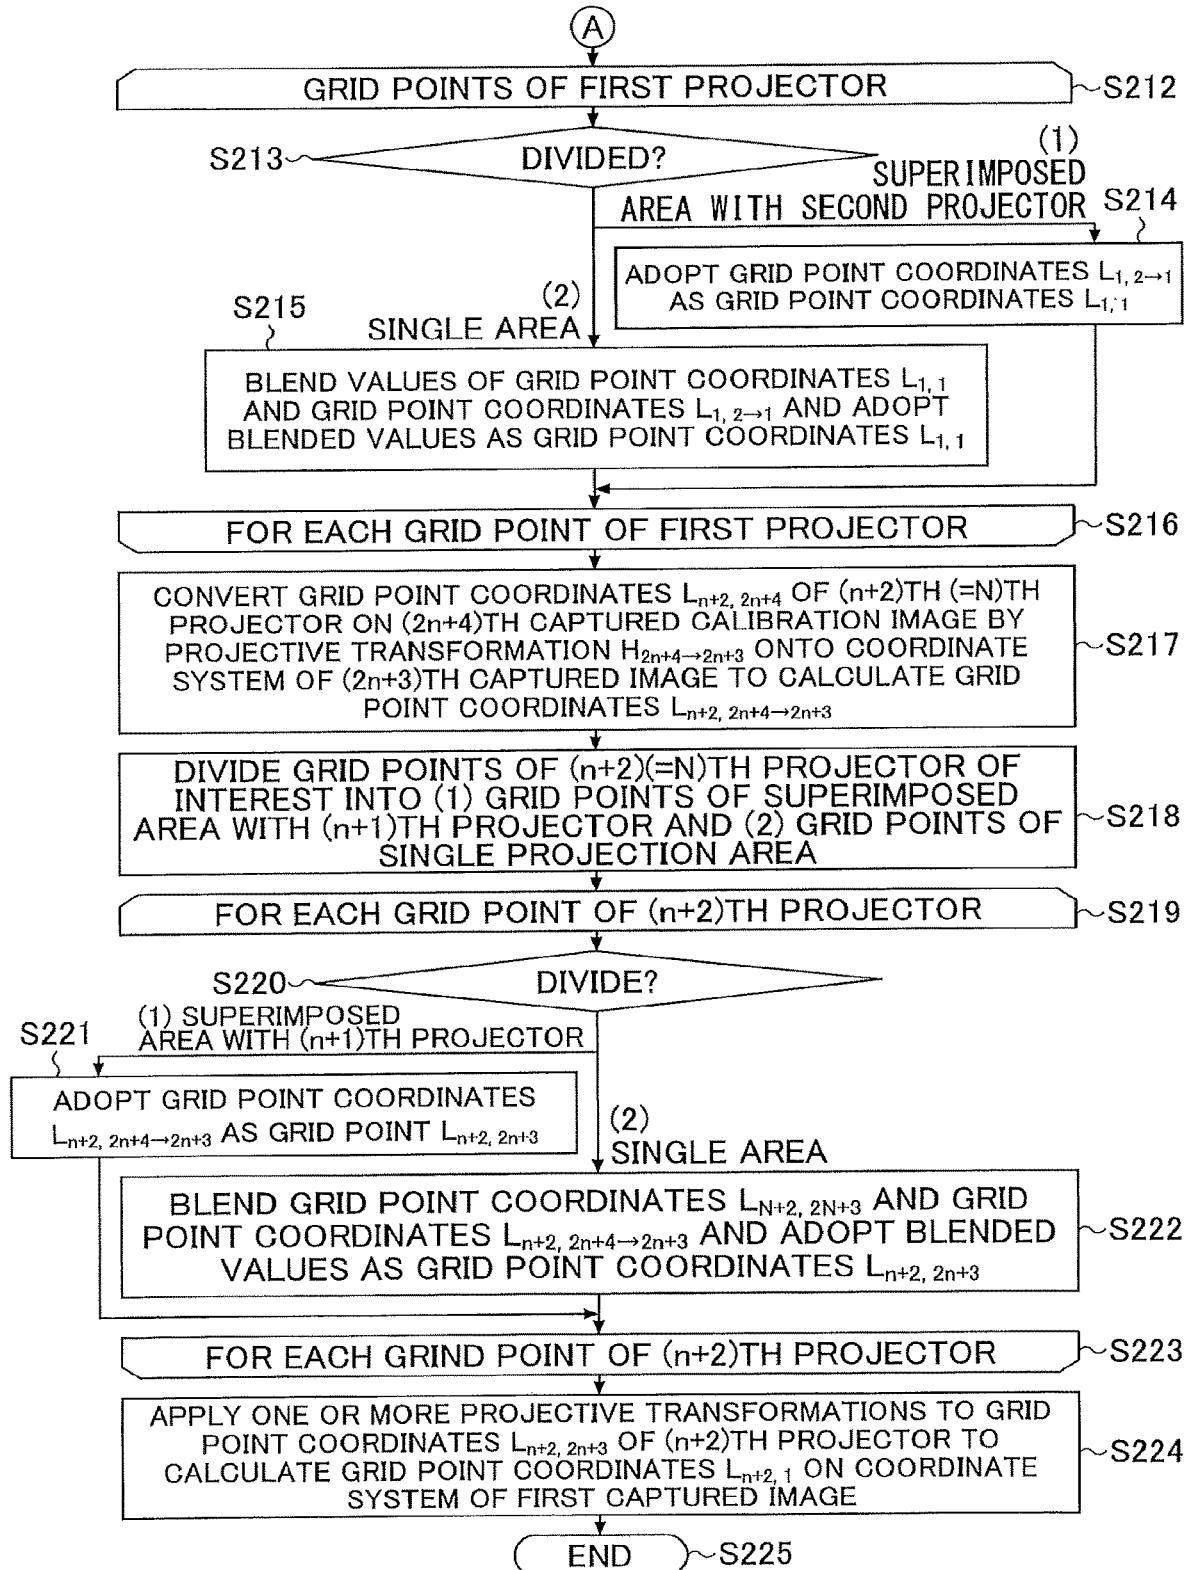 A
GRID POINTS OF FIRST PROJECTOR
S212
S213
DIVIDED?
(1)
SUPERIMPOSED
AREA WITH SECOND PROJECTOR
S214
ADOPT GRID POINT COORDINATES L1, 2→1
AS GRID POINT COORDINATES L1, 1
(2)
SINGLE AREA
S215
BLEND VALUES OF GRID POINT COORDINATES L1, 1
AND GRID POINT COORDINATES L1, 2→1 AND ADOPT
BLENDED VALUES AS GRID POINT COORDINATES L1, 1
FOR EACH GRID POINT OF FIRST PROJECTOR
S216
CONVERT GRID POINT COORDINATES Ln+2, 2n+4 OF (n+2)TH (=N)TH
PROJECTOR ON (2n+4)TH CAPTURED CALIBRATION IMAGE BY
PROJECTIVE TRANSFORMATION H2n+4→2n+3 ONTO COORDINATE
SYSTEM OF (2n+3)TH CAPTURED IMAGE TO CALCULATE GRID
POINT COORDINATES Ln+2, 2n+4→2n+3
S217
DIVIDE GRID POINTS OF (n+2)(=N)TH PROJECTOR OF
INTEREST INTO (1) GRID POINTS OF SUPERIMPOSED
AREA WITH (n+1)TH PROJECTOR AND (2) GRID POINTS OF
SINGLE PROJECTION AREA
S218
FOR EACH GRID POINT OF (n+2)TH PROJECTOR
S219
S220
DIVIDE?
(1) SUPERIMPOSED
AREA WITH (n+1)TH PROJECTOR
S221
ADOPT GRID POINT COORDINATES
Ln+2, 2n+4→2n+3 AS GRID POINT Ln+2, 2n+3
(2)
SINGLE AREA
BLEND GRID POINT COORDINATES LN+2, 2N+3 AND GRID
POINT COORDINATES Ln+2, 2n+4→2n+3 AND ADOPT BLENDED
VALUES AS GRID POINT COORDINATES Ln+2, 2n+3
S222
FOR EACH GRIND POINT OF (n+2)TH PROJECTOR
S223
APPLY ONE OR MORE PROJECTIVE TRANSFORMATIONS TO GRID
POINT COORDINATES Ln+2, 2n+3 OF (n+2)TH PROJECTOR TO
CALCULATE GRID POINT COORDINATES Ln+2, 1 ON COORDINATE
SYSTEM OF FIRST CAPTURED IMAGE
S224
END
S225